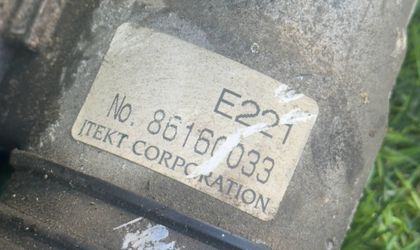 E221
No. 86160033
JTEKT CORPORATION